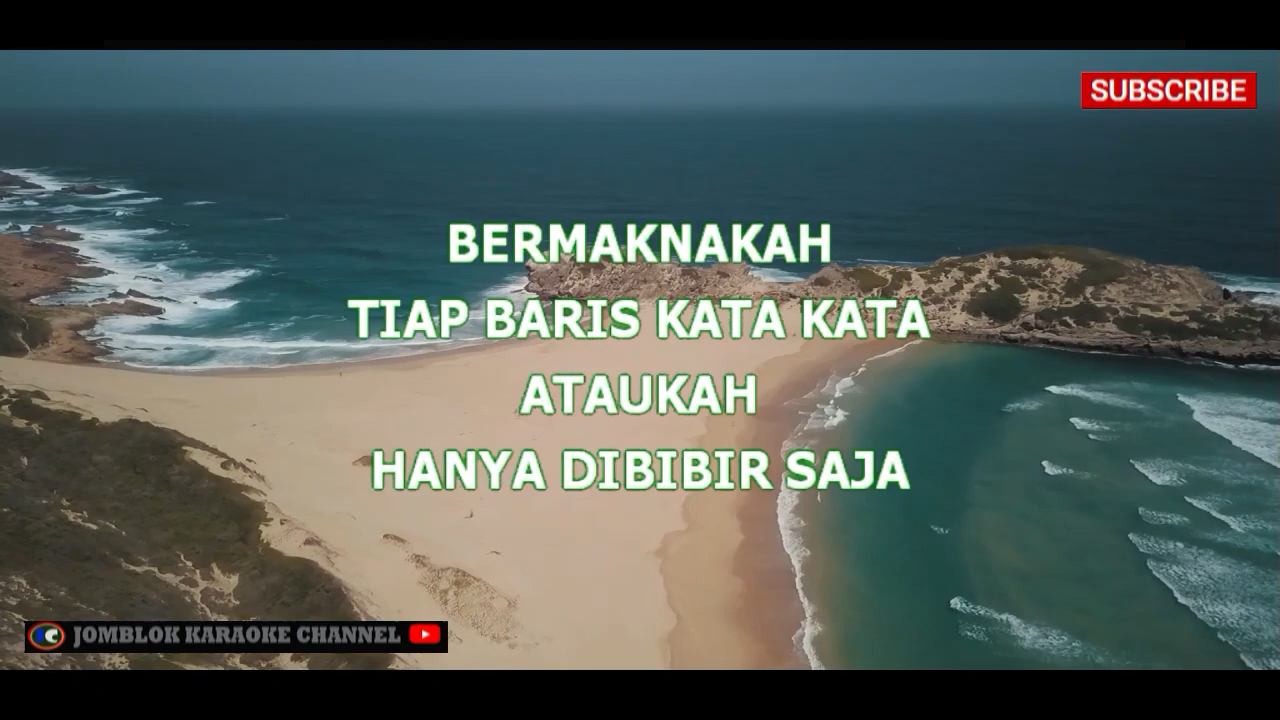 SUBSCRIBE
BERMAKNAKAH
TIAP BARIS KATA KATA
ATAUKAH
HANYA DIBIBIR SAJA
JOMBLOK KARAOKE CHANNEL